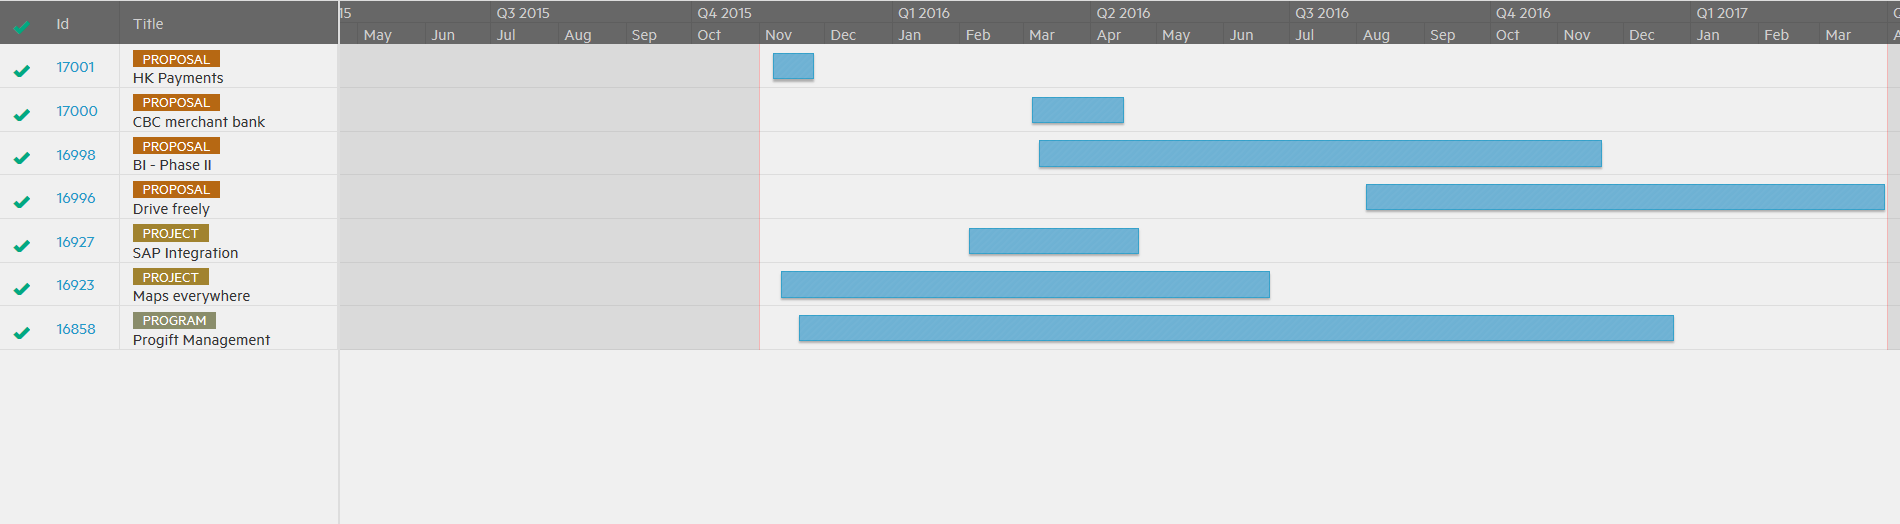 15 Q3 2015 Q4 2015 Q1 2016 Q2 2016 Q3 2016 Q4 2016 Q1 2017
Id Title
May Jun Jul Aug Sep Oct Nov Dec Jan Feb Mar Apr May Jun Jul Aug Sep Oct Nov Dec Jan Feb Mar
17001 PROPOSAL
HK Payments
17000 PROPOSAL
CBC merchant bank
16998 PROPOSAL
BI - Phase II
16996 PROPOSAL
Drive freely
16927 PROJECT
SAP Integration
16923 PROJECT
Maps everywhere
16858 PROGRAM
Progift Management